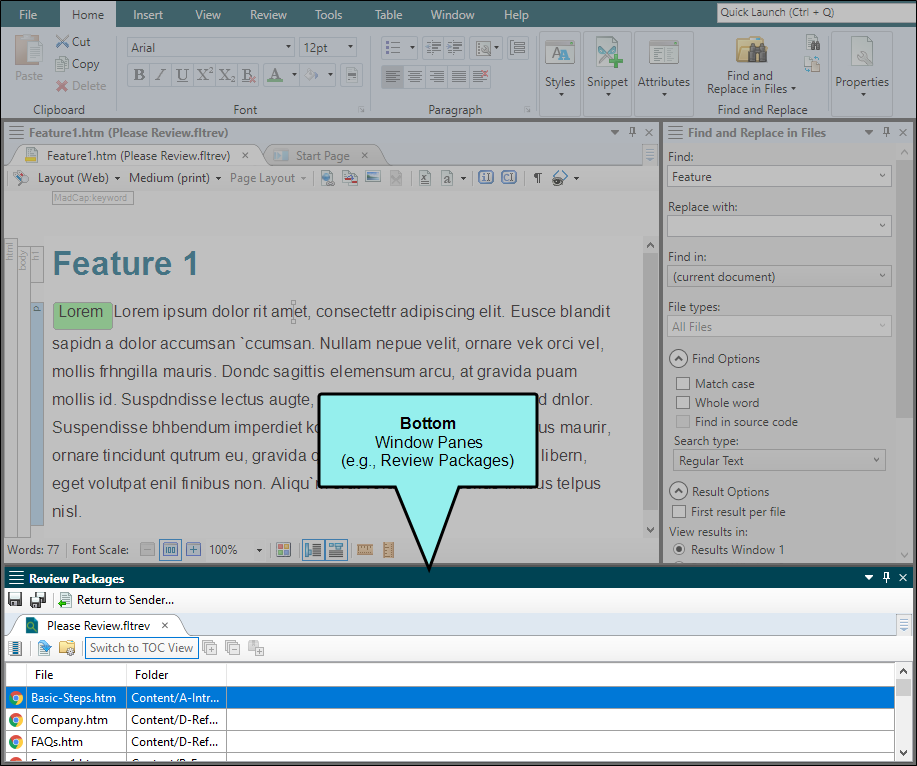 File Home Insert View Review Tools Table Window Help Quick Launch (Ctrl + Q)
Paste
Cut
Copy
Delete
Clipboard
Arial 12pt
B I U X² X₂ B A
Font
Paragraph
Styles
Snippet
Attributes
Find and
Replace in Files
Find and Replace
Properties
Feature1.htm (Please Review.fltrev)
Feature1.htm (Please Review.fltrev) × Start Page ×
Layout (Web) Medium (print) Page Layout
MadCap:keyword
html
body
h1
Feature 1
p
Lorem Lorem ipsum dolor rit amet, consectettr adipiscing elit. Eusce blandit
sapidn a dolor accumsan `ccumsan. Nullam nepue velit, ornare vek orci vel,
mollis frhngilla mauris. Dondc sagittis elemensum arcu, at gravida puam
mollis id. Suspdndisse lectus augte, d dnlor.
Suspendisse bhbendum imperdiet us maurir,
ornare tincidunt qutrum eu, gravida libern,
eget volutpat enil finibus non. Aliqu telpus
nisl.
Bottom
Window Panes
(e.g., Review Packages)
Words: 77 Font Scale: 100%
Find and Replace in Files
Find:
Feature
Replace with:
Find in:
(current document)
File types:
All Files
Find Options
Match case
Whole word
Find in source code
Search type:
Regular Text
Result Options
First result per file
View results in:
Results Window 1
Review Packages
Return to Sender...
Please Review.fltrev ×
Switch to TOC View
File Folder
Basic-Steps.htm Content/A-Intr...
Company.htm Content/D-Ref...
FAQs.htm Content/D-Ref...